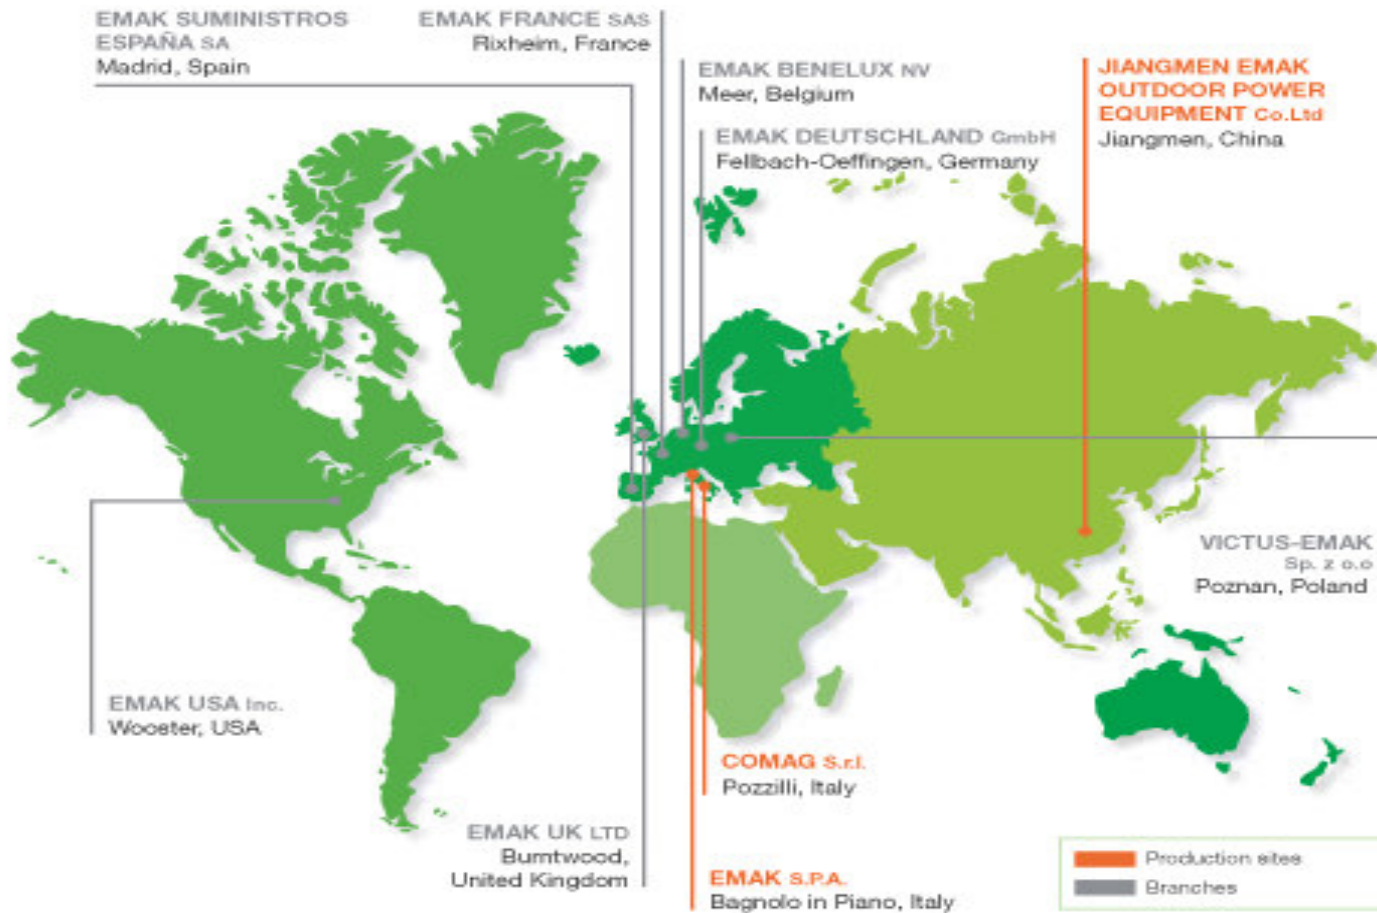 EMAK SUMINISTROS
ESPAÑA SA
Madrid, Spain
EMAK FRANCE SAS
Rixheim, France
EMAK BENELUX NV
Meer, Belgium
EMAK DEUTSCHLAND GmbH
Fellbach-Oeffingen, Germany
JIANGMEN EMAK
OUTDOOR POWER
EQUIPMENT Co.Ltd
Jiangmen, China
VICTUS-EMAK
Sp. z o.o
Poznan, Poland
EMAK USA Inc.
Wooster, USA
COMAG S.r.l.
Pozzilli, Italy
EMAK UK LTD
Burntwood,
United Kingdom
EMAK S.P.A.
Bagnolo in Piano, Italy
Production sites
Branches